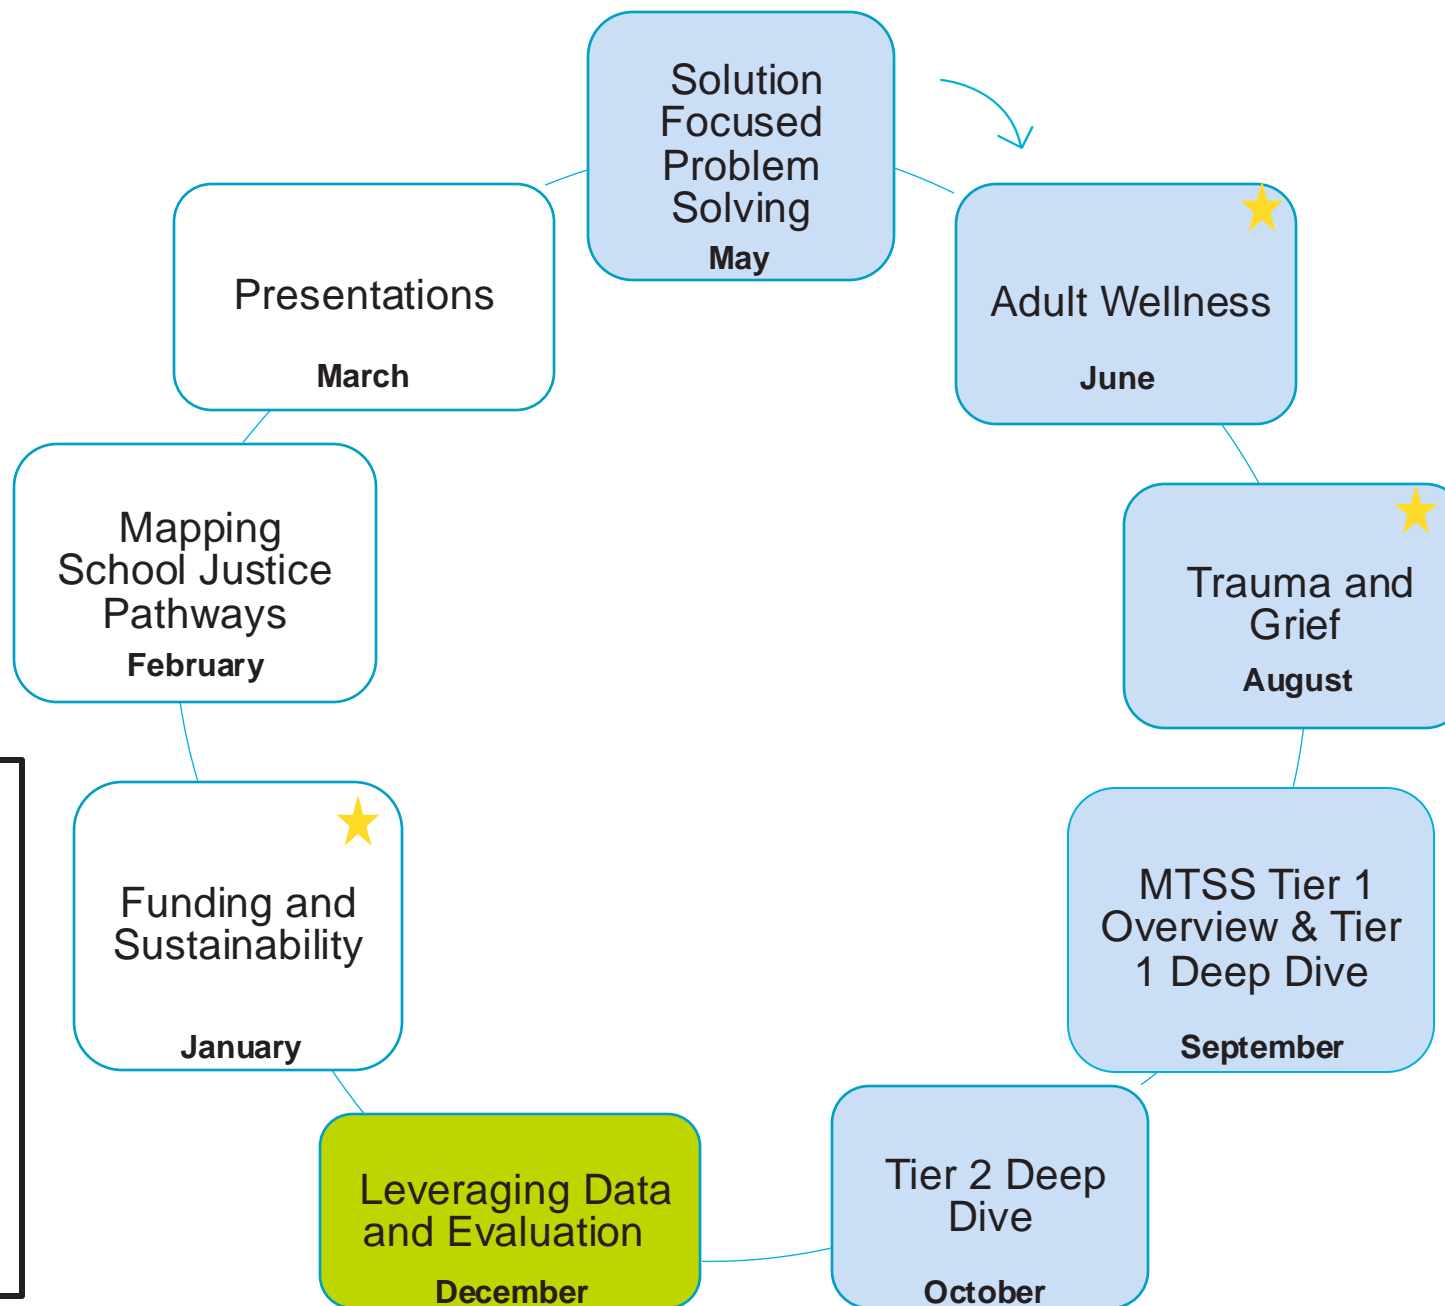 Solution
Focused
Problem
Solving
May
Adult Wellness
June
Trauma and
Grief
August
MTSS Tier 1
Overview & Tier
1 Deep Dive
September
Tier 2 Deep
Dive
October
Leveraging Data
and Evaluation
December
Funding and
Sustainability
January
Mapping
School Justice
Pathways
February
Presentations
March